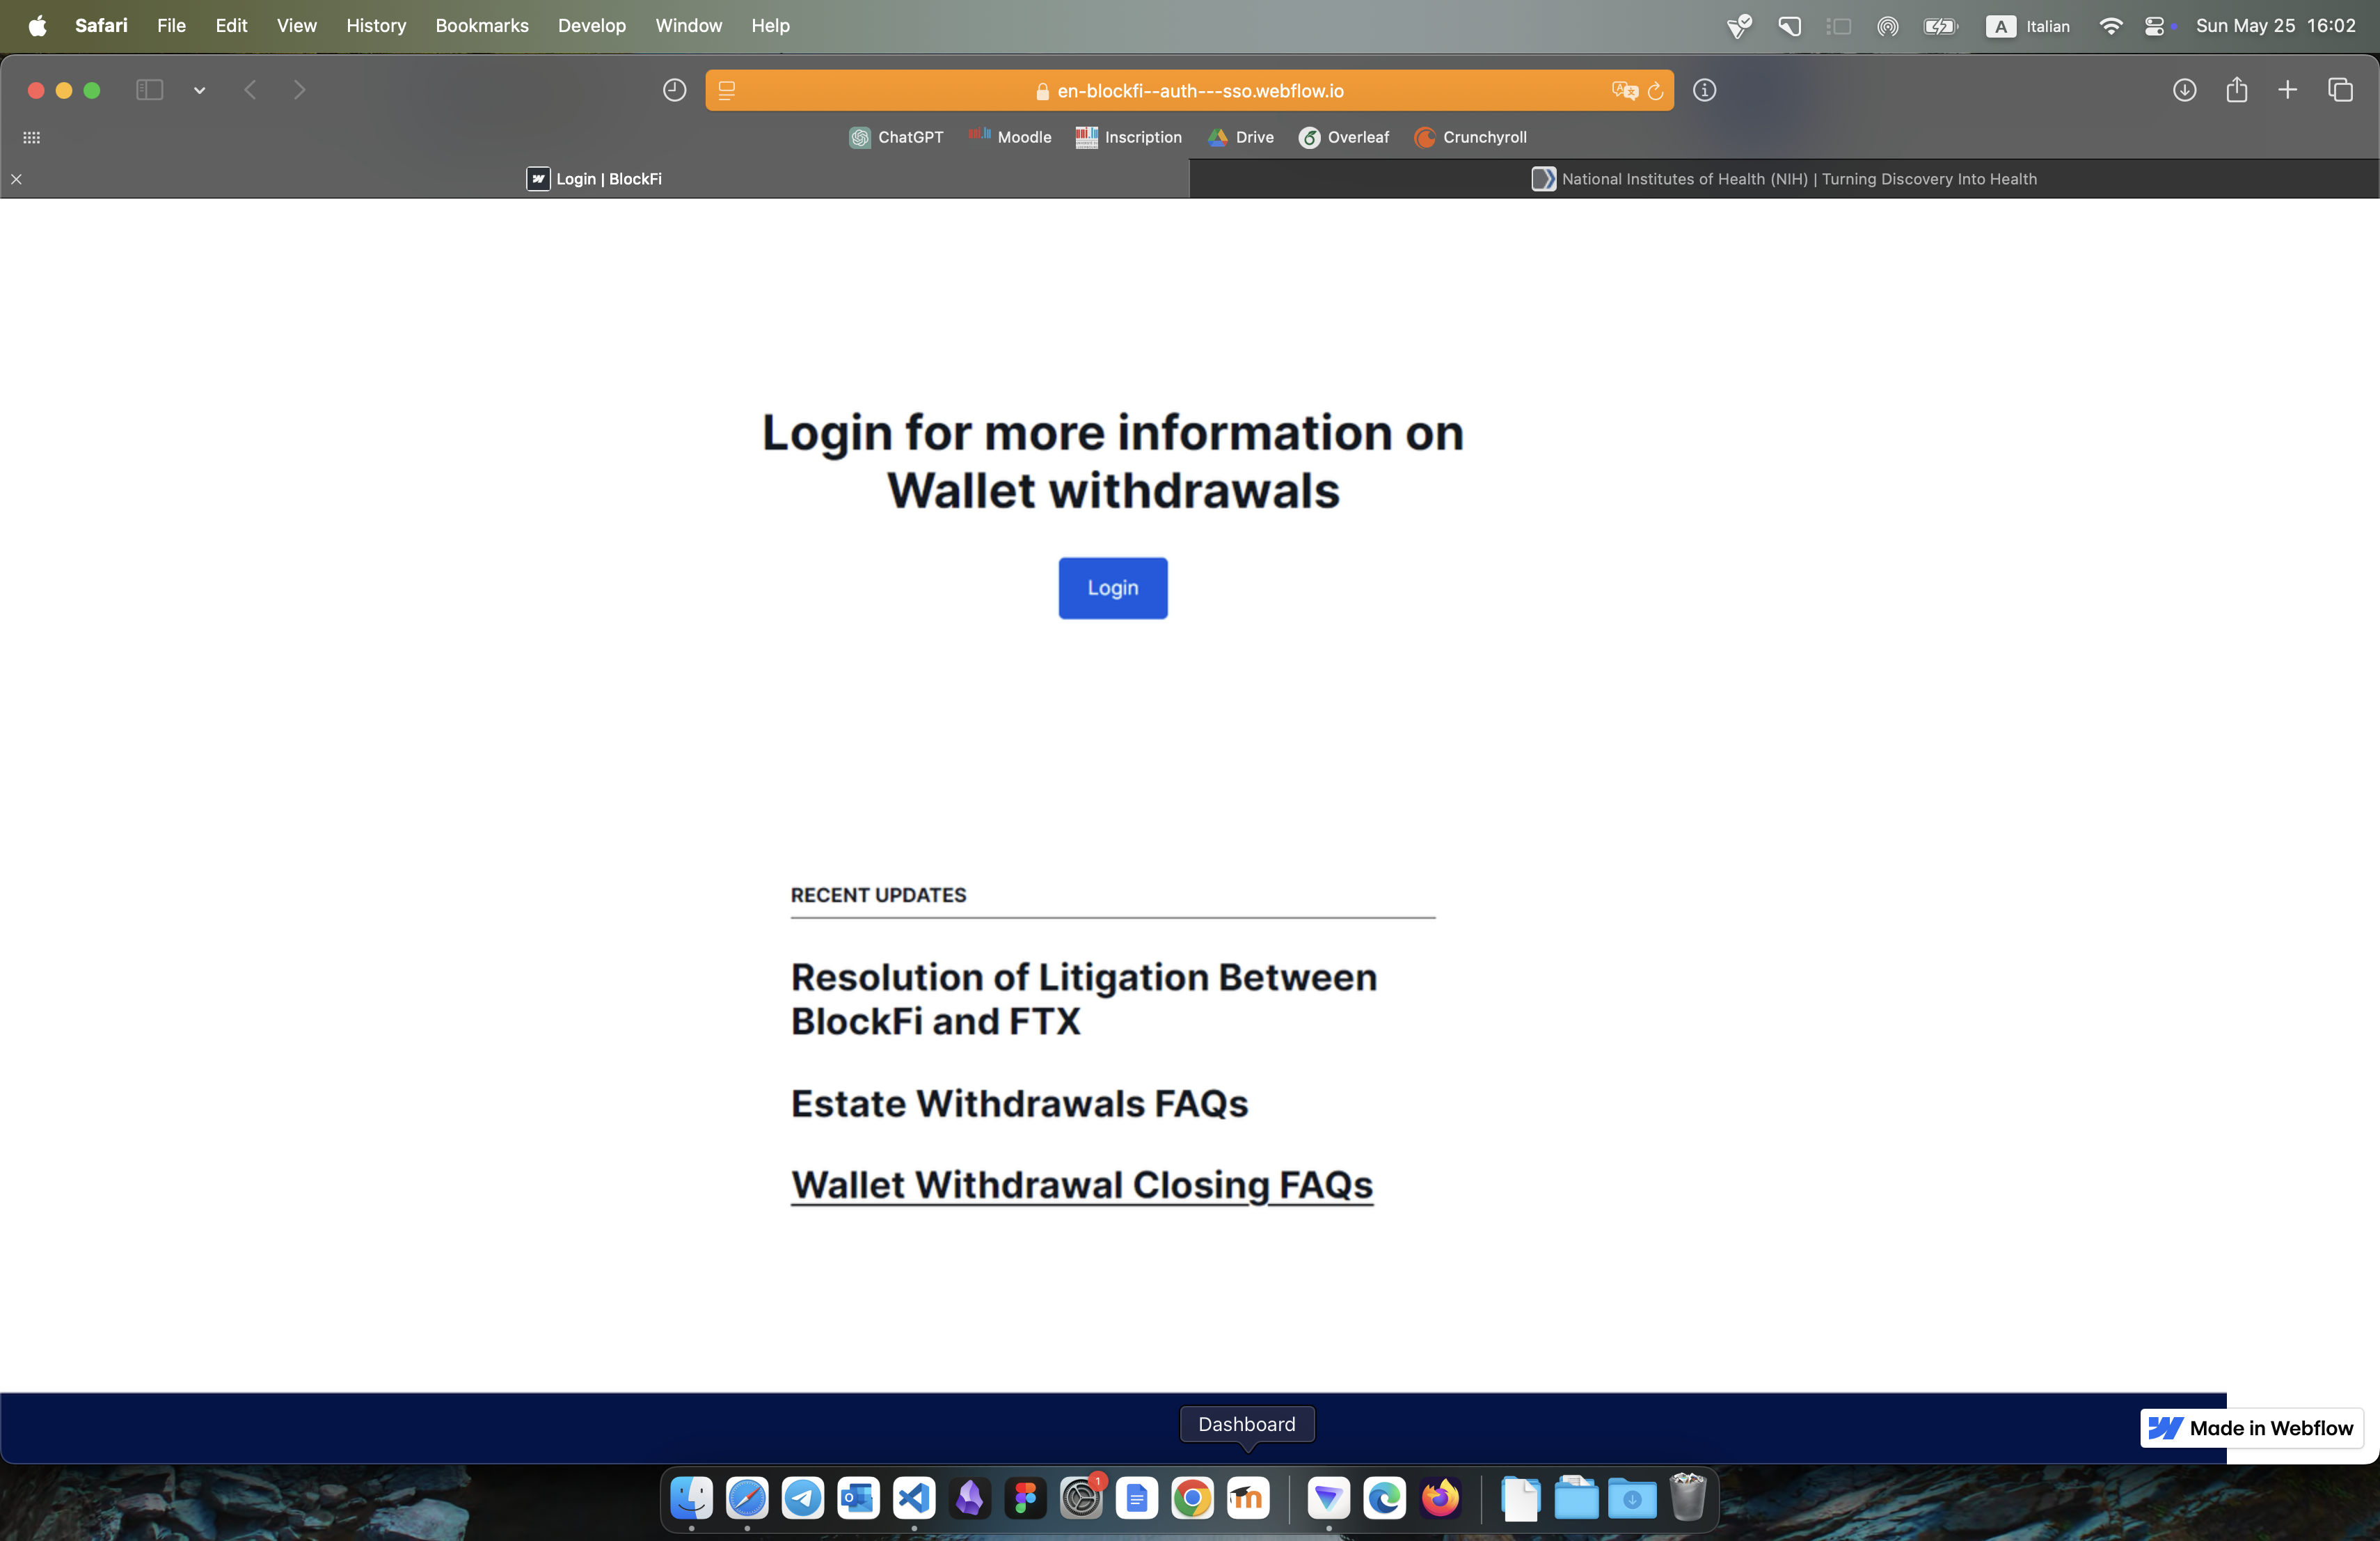 Safari File Edit View History Bookmarks Develop Window Help A Italian Sun May 25 16:02
en-blockfi--auth---sso.webflow.io
ChatGPT Moodle Inscription Drive Overleaf Crunchyroll
Login | BlockFi National Institutes of Health (NIH) | Turning Discovery Into Health
Login for more information on
Wallet withdrawals
Login
RECENT UPDATES
Resolution of Litigation Between
BlockFi and FTX
Estate Withdrawals FAQs
Wallet Withdrawal Closing FAQs
Dashboard
Made in Webflow
1